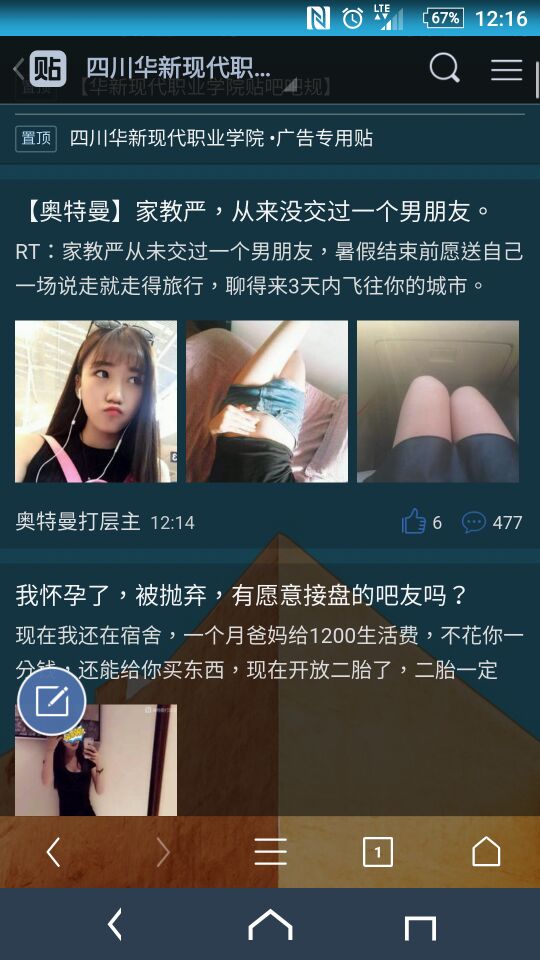 LTE 67% 12:16
贴 四川华新现代职...
置顶 【华新现代职业学院贴吧吧规】
置顶 四川华新现代职业学院•广告专用贴
【奥特曼】家教严，从来没交过一个男朋友。
RT：家教严从未交过一个男朋友，暑假结束前愿送自己
一场说走就走得旅行，聊得来3天内飞往你的城市。
奥特曼打层主 12:14 6 477
我怀孕了，被抛弃，有愿意接盘的吧友吗？
现在我还在宿舍，一个月爸妈给1200生活费，不花你一
分钱，还能给你买东西，现在开放二胎了，二胎一定
1